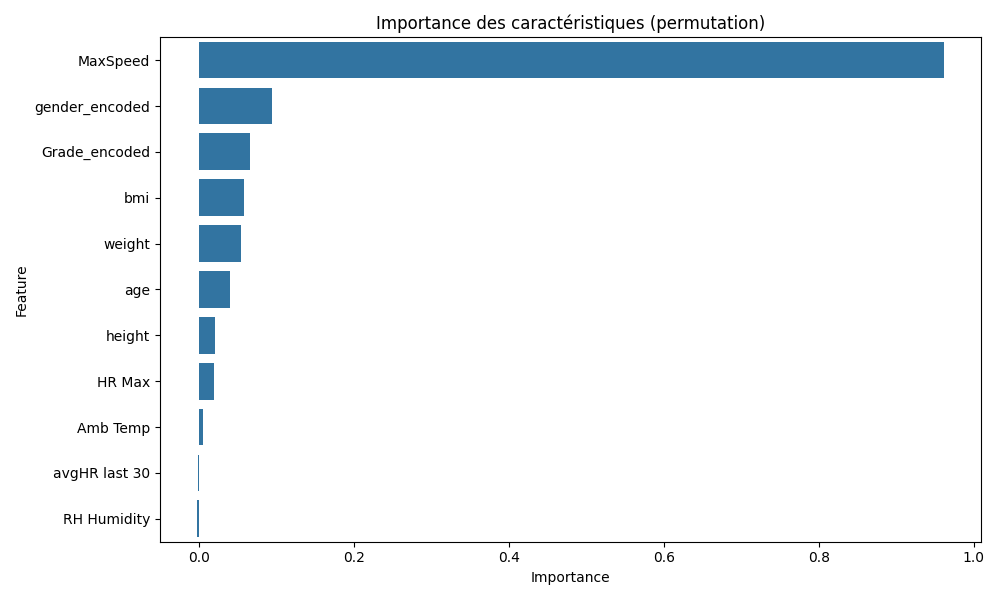 Importance des caractéristiques (permutation)
MaxSpeed
gender_encoded
Grade_encoded
bmi
weight
age
height
HR Max
Amb Temp
avgHR last 30
RH Humidity
Feature
0.0 0.2 0.4 0.6 0.8 1.0
Importance